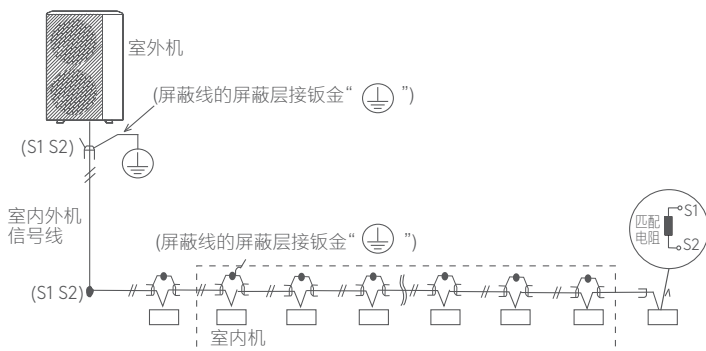 室外机
(屏蔽线的屏蔽层接钣金“ ”)
(S1 S2)
室内外机
信号线
(屏蔽线的屏蔽层接钣金“ ”)
(S1 S2)
室内机
匹配
电阻
S1
S2